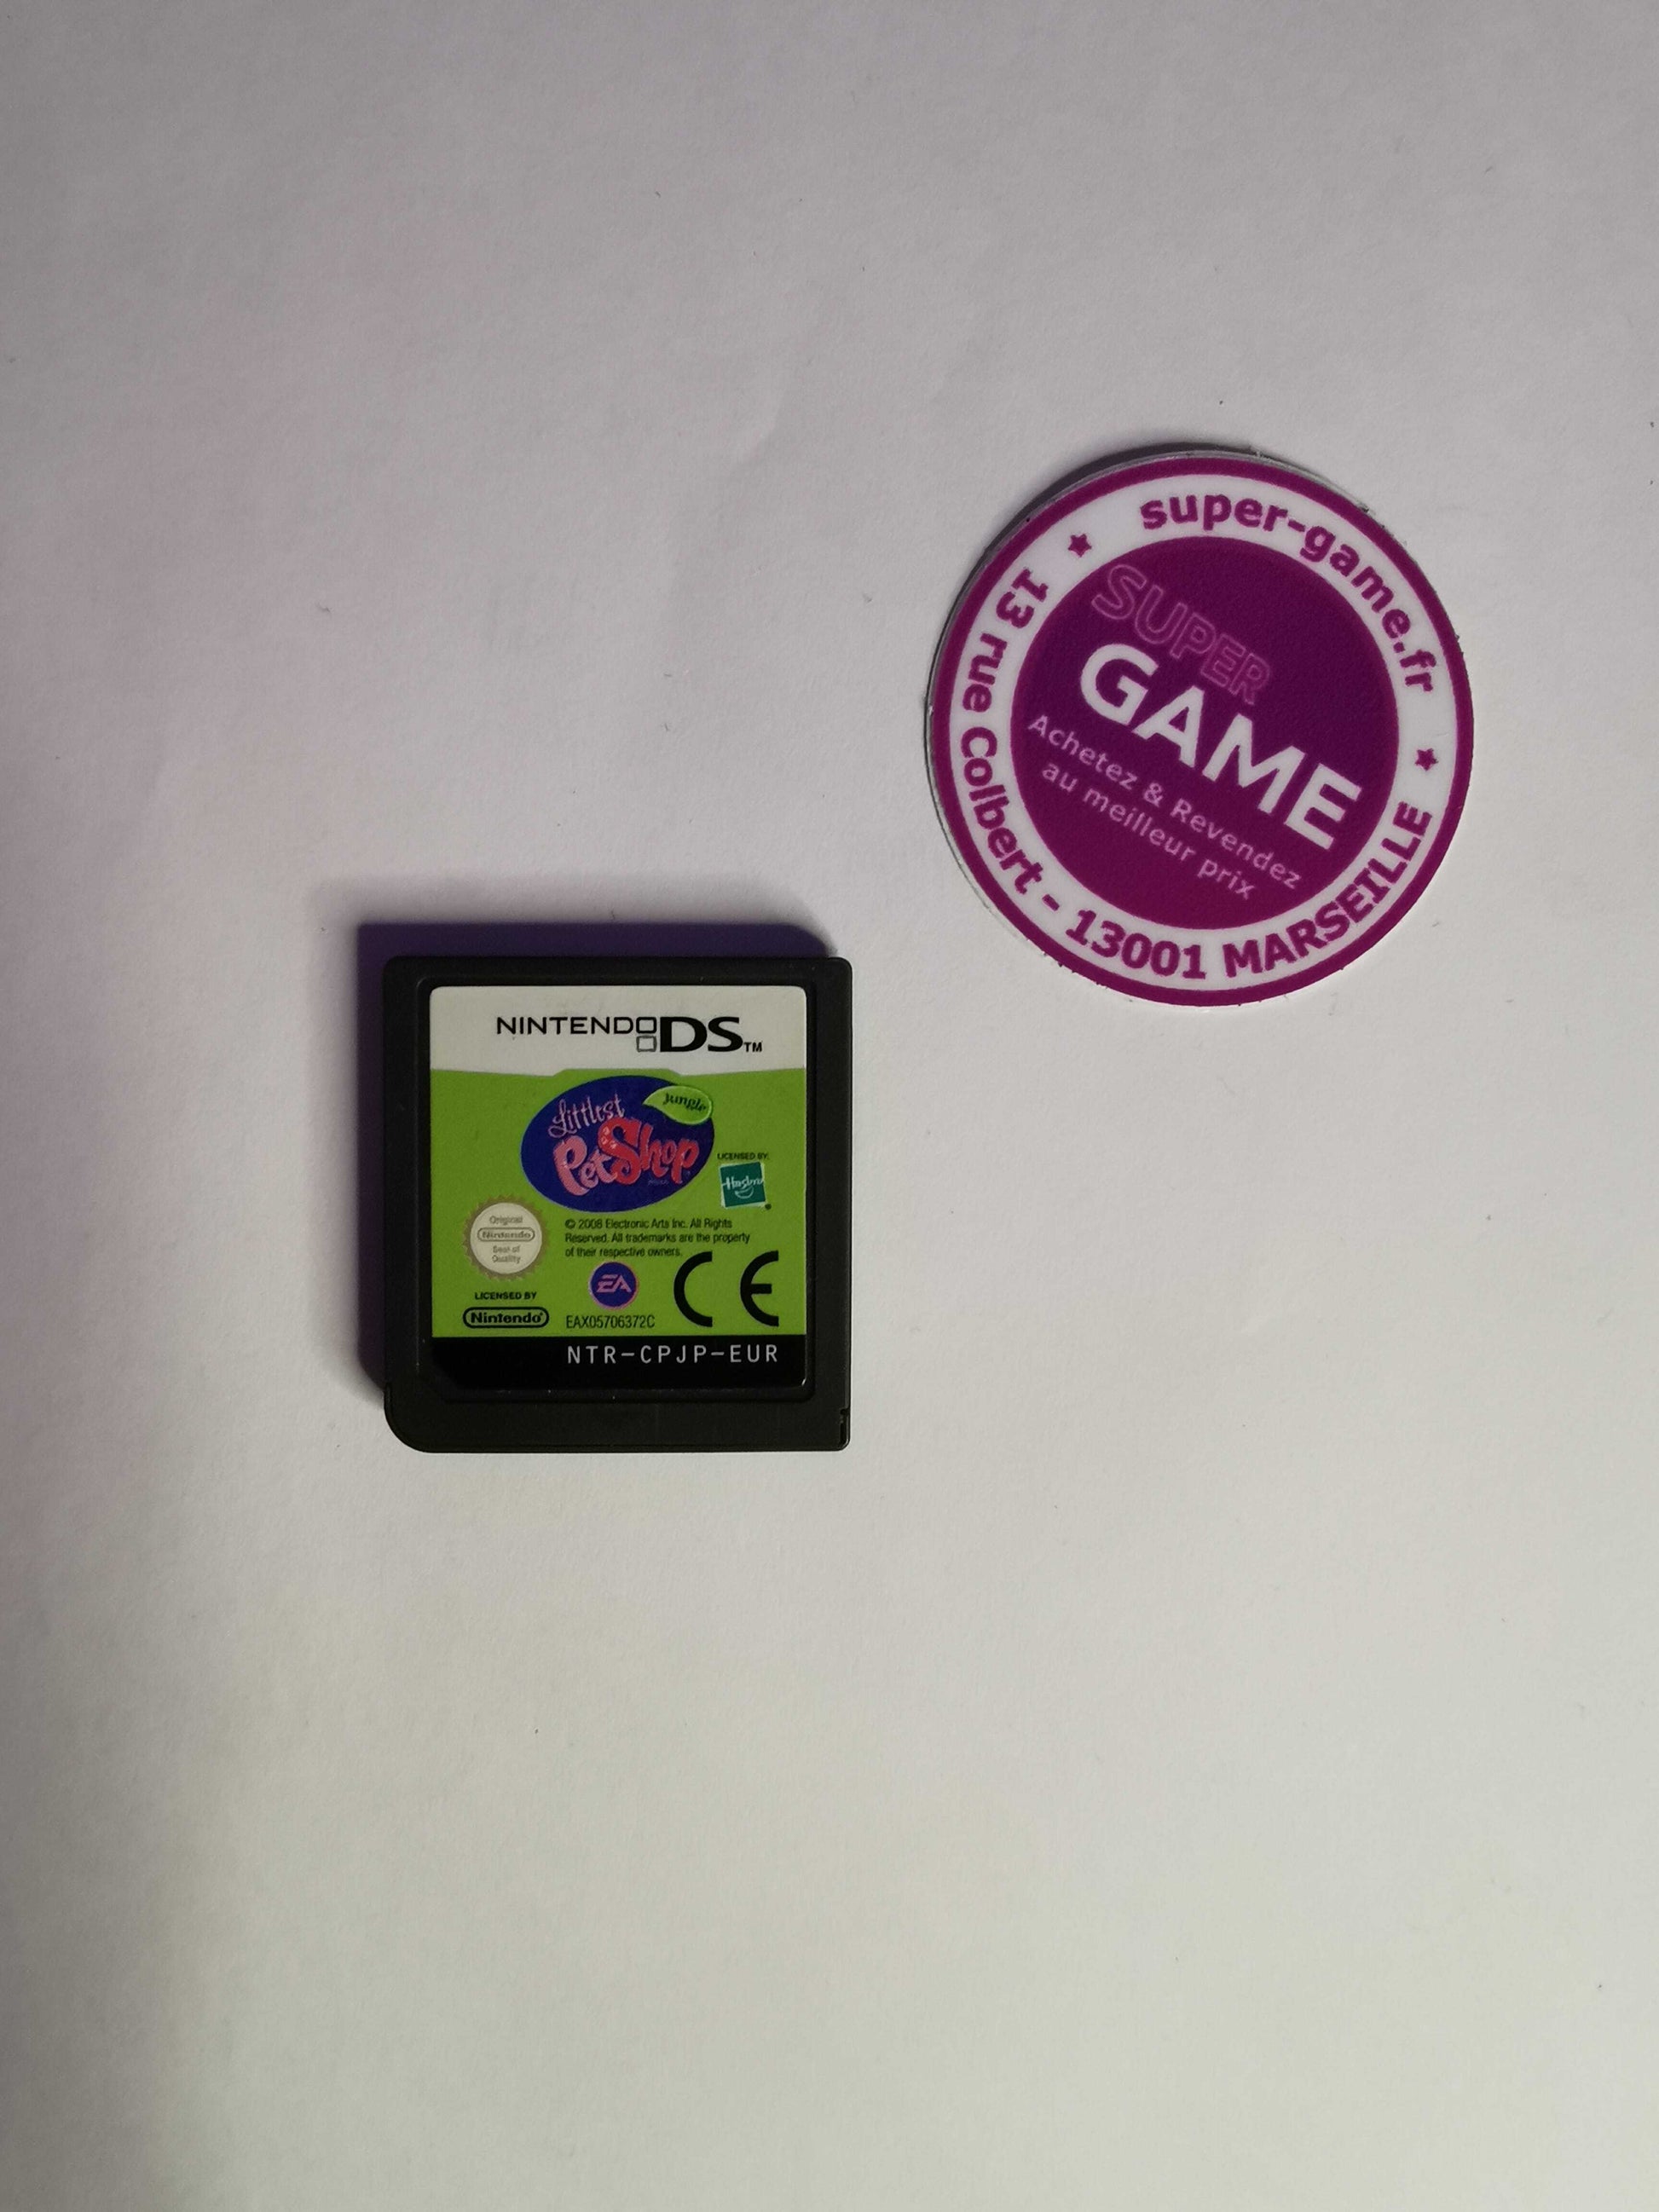 super-game.fr
★ 13 rue Colbert - 13001 MARSEILLE ★
SUPER
GAME
Achetez & Revendez
au meilleur prix
NINTENDO DS TM
Littlest
Jungle
PetShop
LICENSED BY:
Hasbro
Original
Nintendo
Seal of
Quality
© 2008 Electronic Arts Inc. All Rights
Reserved. All trademarks are the property
of their respective owners.
EA
CE
LICENSED BY
Nintendo®
EAX05706372C
NTR-CPJP-EUR